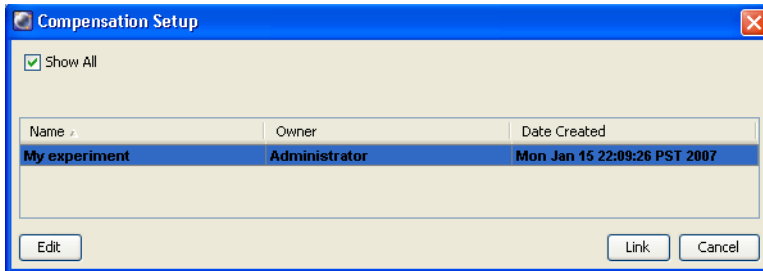 Compensation Setup
Show All
Name Owner Date Created
My experiment Administrator Mon Jan 15 22:09:26 PST 2007
Edit Link Cancel